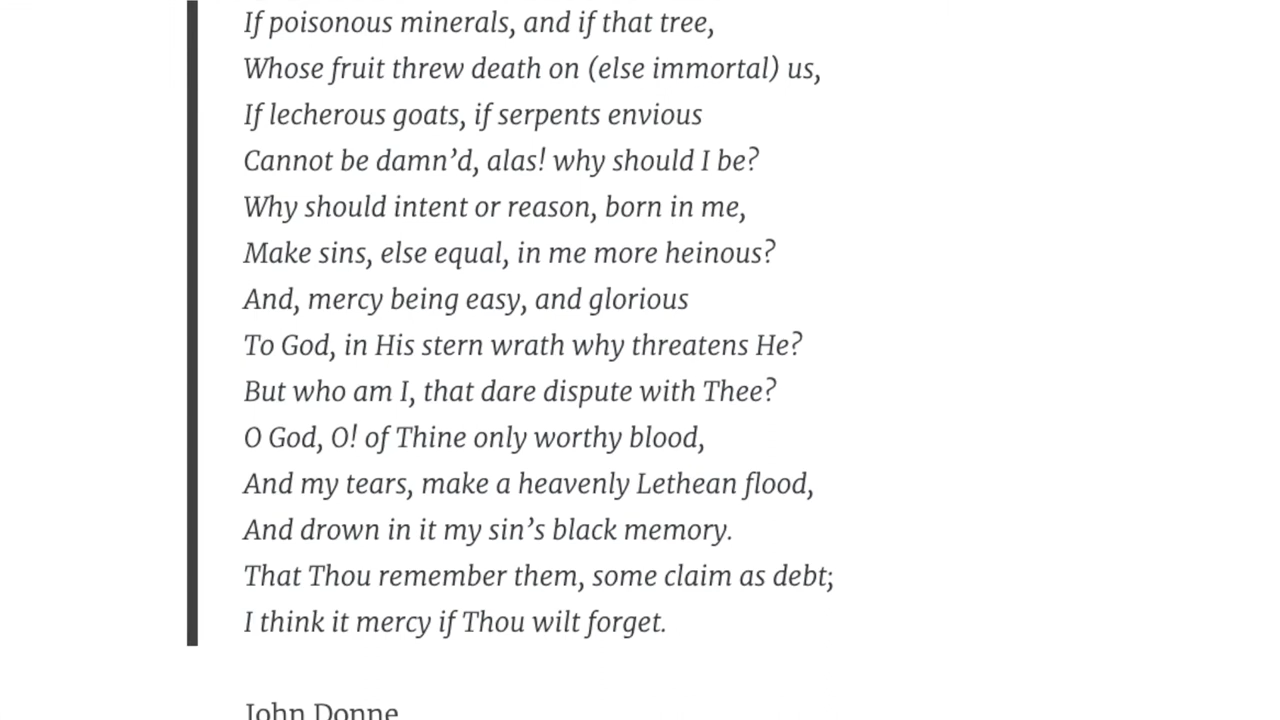 If poisonous minerals, and if that tree,
Whose fruit threw death on (else immortal) us,
If lecherous goats, if serpents envious
Cannot be damn’d, alas! why should I be?
Why should intent or reason, born in me,
Make sins, else equal, in me more heinous?
And, mercy being easy, and glorious
To God, in His stern wrath why threatens He?
But who am I, that dare dispute with Thee?
O God, O! of Thine only worthy blood,
And my tears, make a heavenly Lethean flood,
And drown in it my sin’s black memory.
That Thou remember them, some claim as debt;
I think it mercy if Thou wilt forget.
John Donne